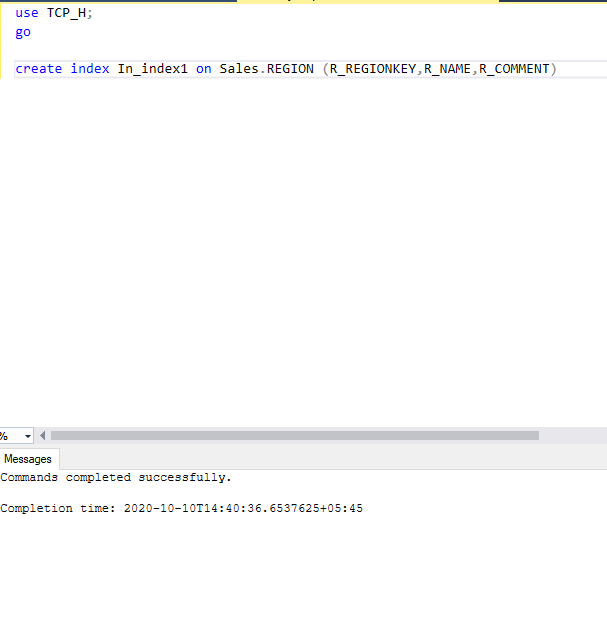 use TCP_H;
go
create index In_index1 on Sales.REGION (R_REGIONKEY,R_NAME,R_COMMENT)
%
Messages
Commands completed successfully.
Completion time: 2020-10-10T14:40:36.6537625+05:45